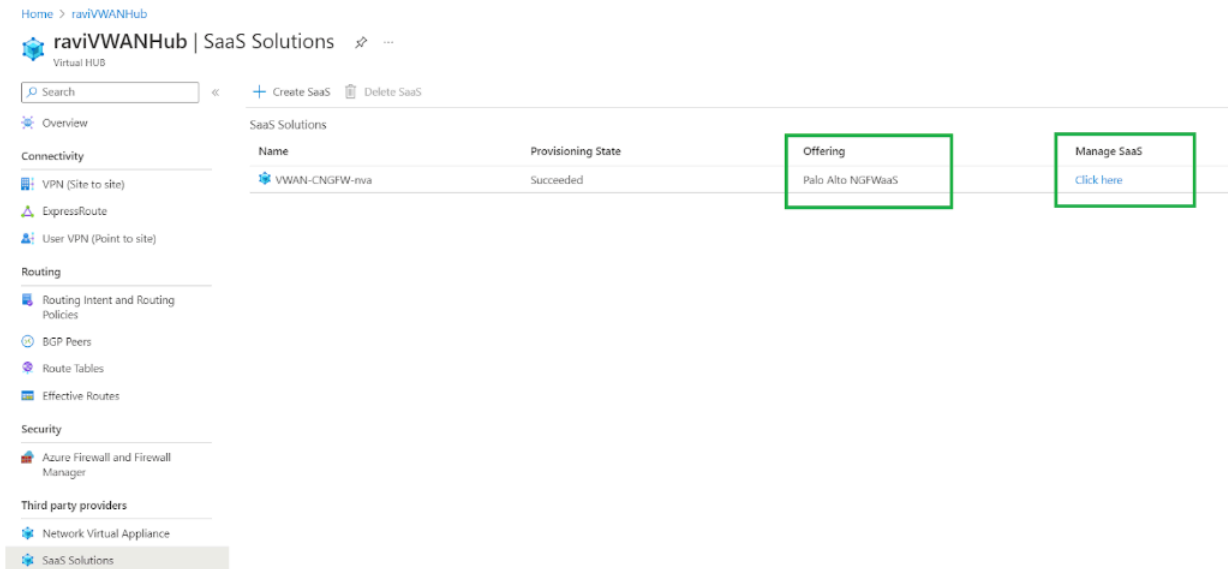 Home > raviVWANHub
raviVWANHub | SaaS Solutions
Virtual HUB
Search
Overview
Connectivity
VPN (Site to site)
ExpressRoute
User VPN (Point to site)
Routing
Routing Intent and Routing
Policies
BGP Peers
Route Tables
Effective Routes
Security
Azure Firewall and Firewall
Manager
Third party providers
Network Virtual Appliance
SaaS Solutions
+ Create SaaS Delete SaaS
SaaS Solutions
Name Provisioning State Offering Manage SaaS
VWAN-CNGFW-nva Succeeded Palo Alto NGFWaaS Click here